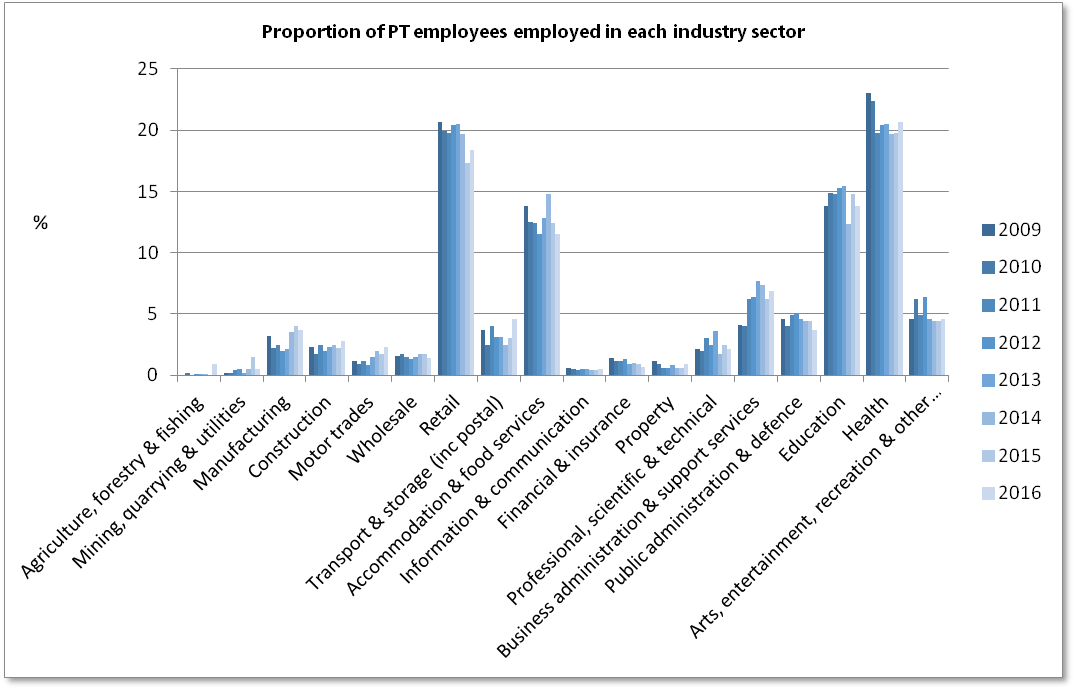 Proportion of PT employees employed in each industry sector
25
20
15
10
5
0
%
Agriculture, forestry & fishing
Mining, quarrying & utilities
Manufacturing
Construction
Motor trades
Wholesale
Retail
Transport & storage (inc postal)
Accommodation & food services
Information & communication
Financial & insurance
Property
Professional, scientific & technical
Business administration & support services
Public administration & defence
Education
Health
Arts, entertainment, recreation & other...
2009
2010
2011
2012
2013
2014
2015
2016